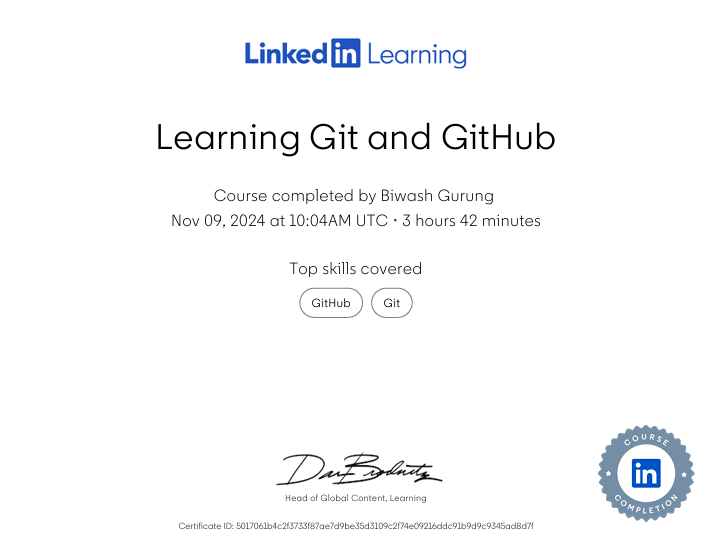 Linked in Learning
Learning Git and GitHub
Course completed by Biwash Gurung
Nov 09, 2024 at 10:04AM UTC • 3 hours 42 minutes
Top skills covered
GitHub Git
Head of Global Content, Learning
Certificate ID: 5017061b4c2f3733f87ae7d9be35d3109c2f74e09216ddc91b9d9c9345ad8d7f
COURSE
in
COMPLETION